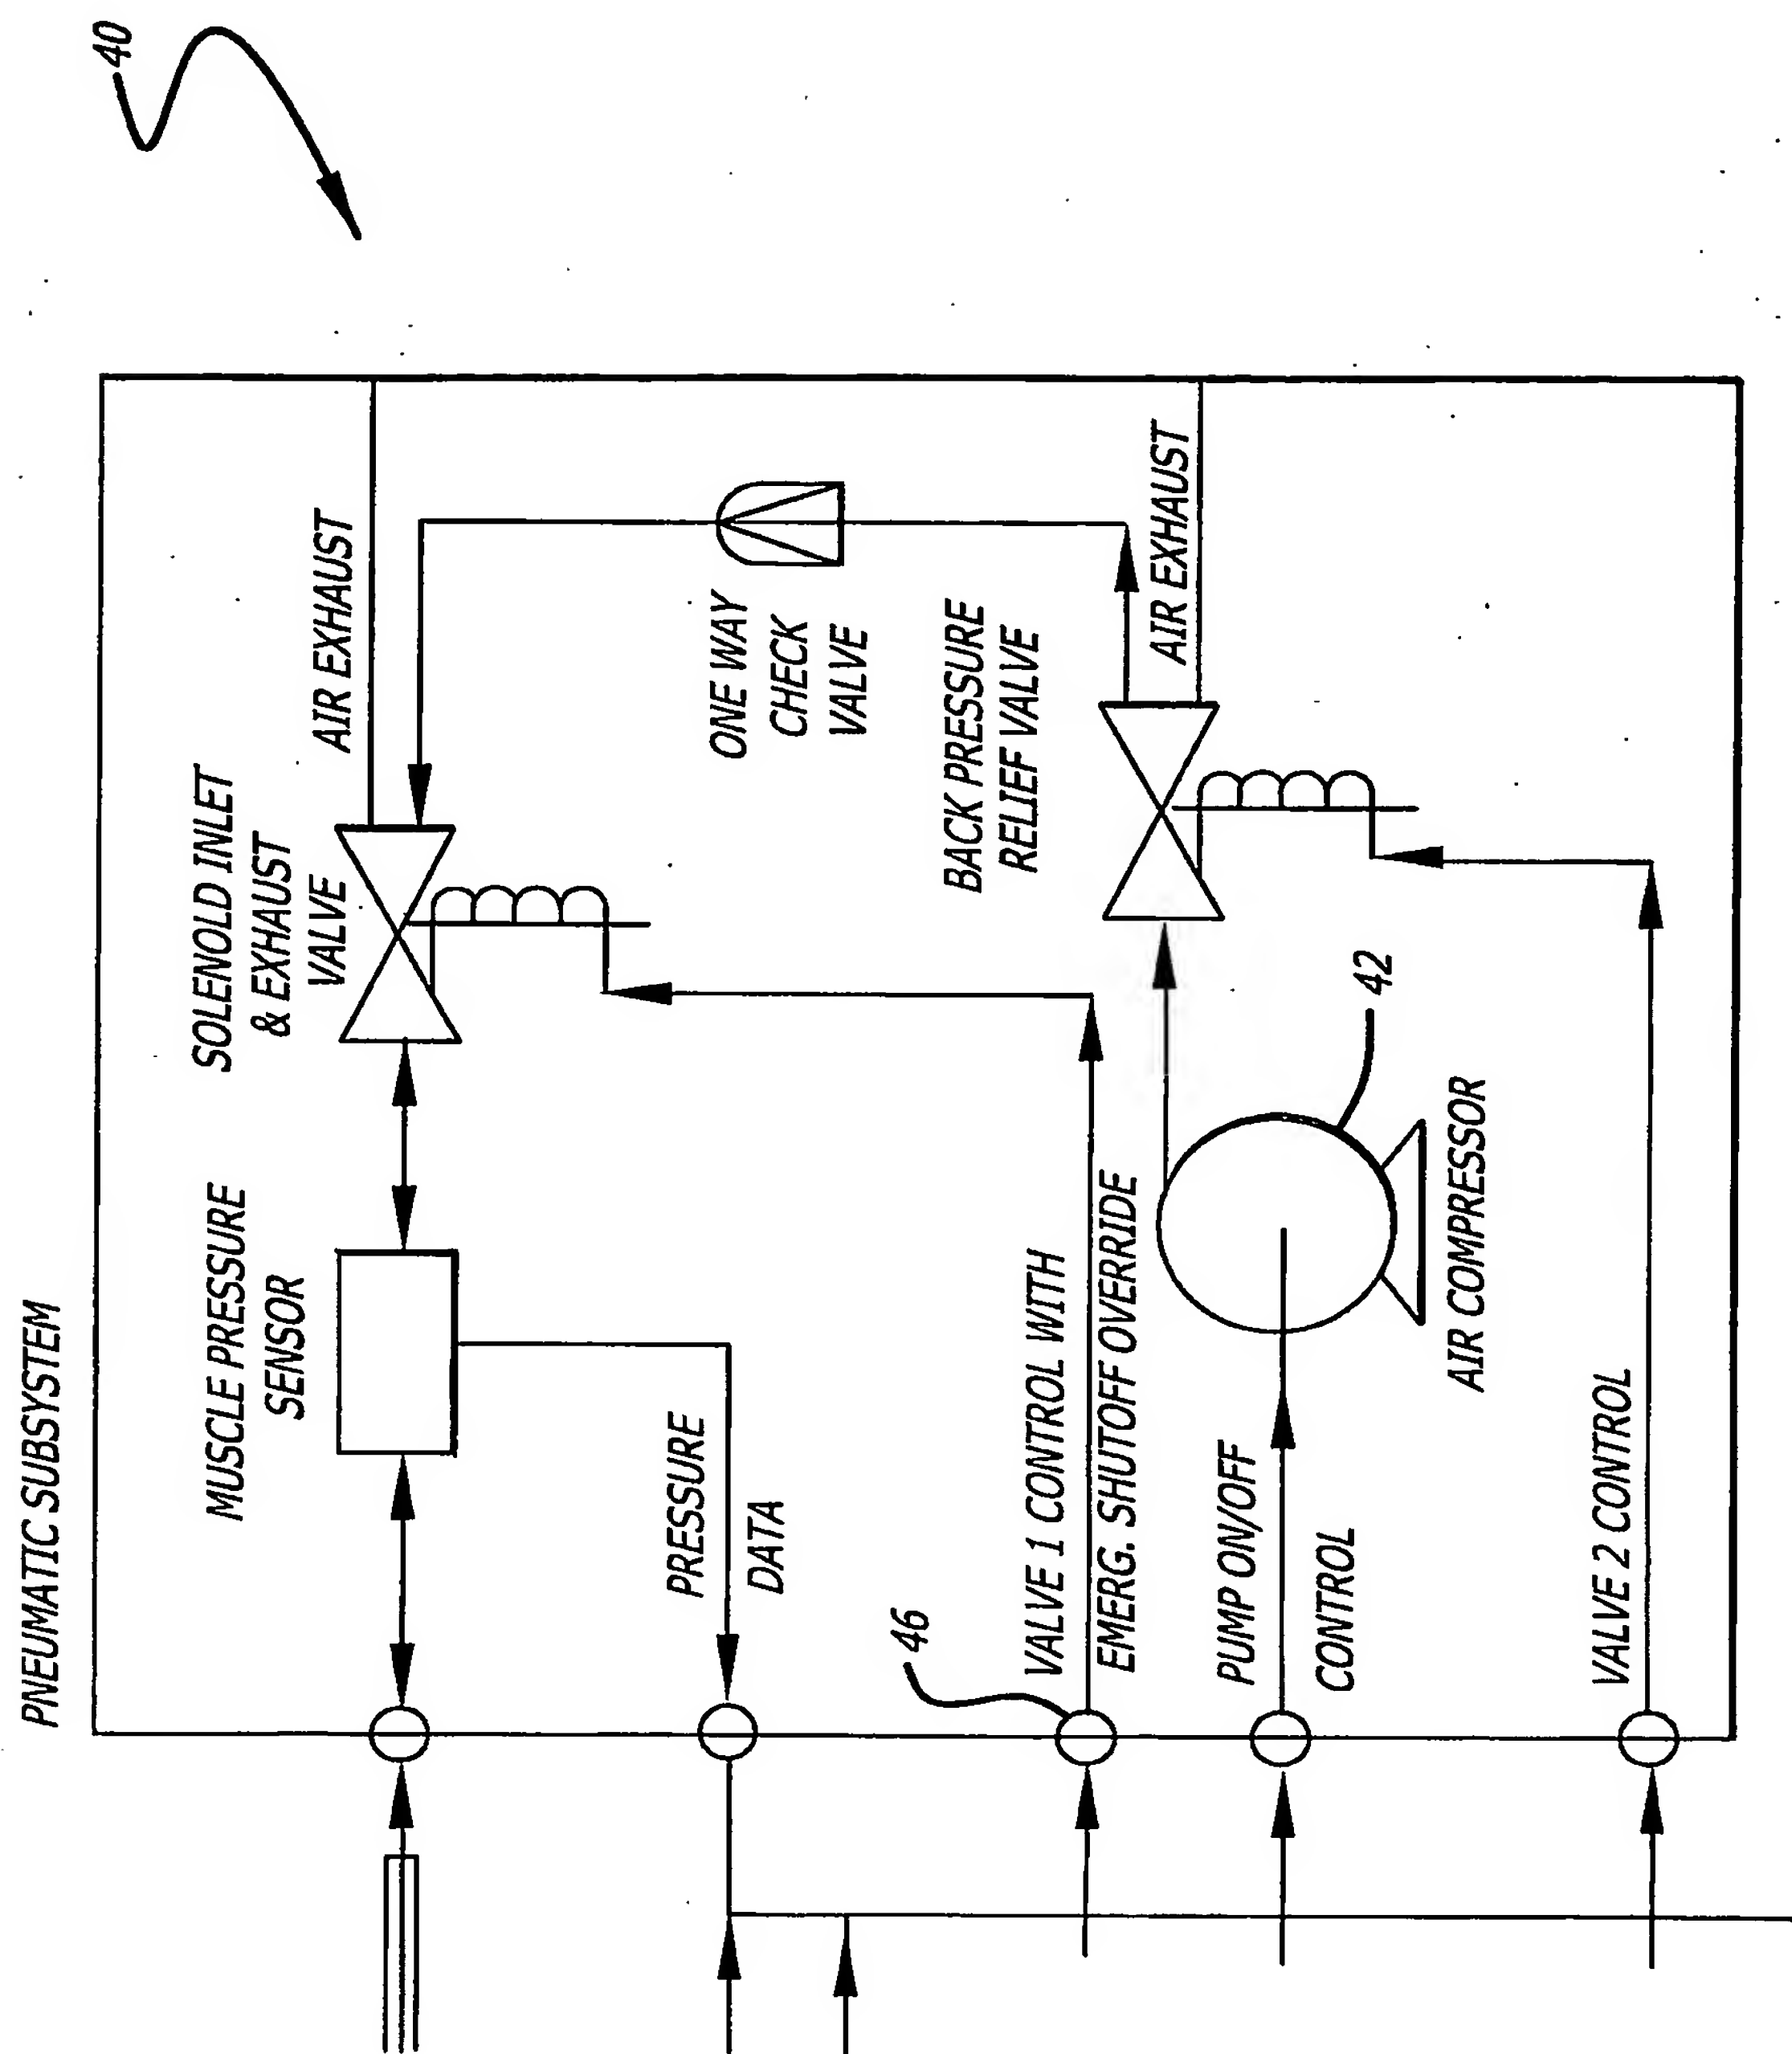 PNEUMATIC SUBSYSTEM
40
MUSCLE PRESSURE
SENSOR
SOLENOLD INLET
& EXHAUST
VALVE
AIR EXHAUST
PRESSURE
DATA
ONE WAY
CHECK
VALVE
46
VALVE 1 CONTROL WITH
EMERG. SHUTOFF OVERRIDE
BACK PRESSURE
RELIEF VALVE
AIR EXHAUST
PUMP ON/OFF
CONTROL
42
AIR COMPRESSOR
VALVE 2 CONTROL